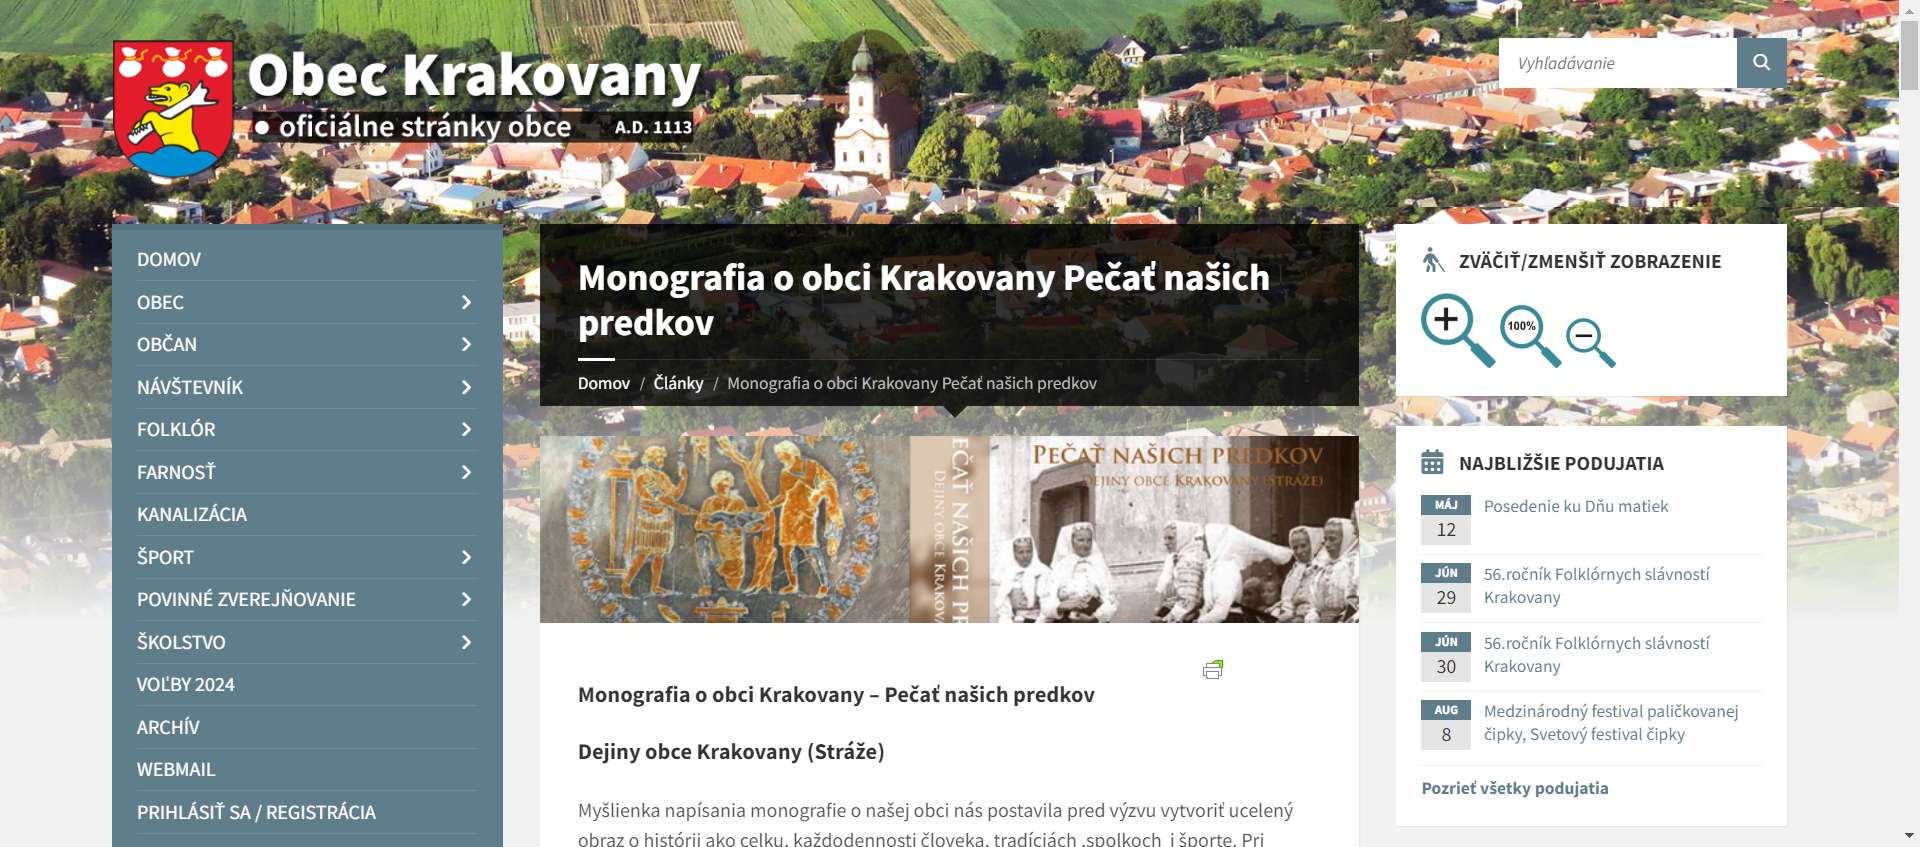 Obec Krakovany
oficiálne stránky obce A.D. 1113
Vyhľadávanie
DOMOV
OBEC
OBČAN
NÁVŠTEVNÍK
FOLKLÓR
FARNOSŤ
KANALIZÁCIA
ŠPORT
POVINNÉ ZVEREJŇOVANIE
ŠKOLSTVO
VOĽBY 2024
ARCHÍV
WEBMAIL
PRIHLÁSIŤ SA / REGISTRÁCIA
Monografia o obci Krakovany Pečať našich
predkov
Domov / Články / Monografia o obci Krakovany Pečať našich predkov
PEČAŤ NAŠICH PREDKOV
DEJINY OBCE KRAKOVANY (STRÁŽE)
Monografia o obci Krakovany – Pečať našich predkov
Dejiny obce Krakovany (Stráže)
Myšlienka napísania monografie o našej obci nás postavila pred výzvu vytvoriť ucelený
obraz o histórii ako celku, každodennosti človeka, tradíciách ,spolkoch i športe. Pri
ZVÄČIŤ/ZMENŠIŤ ZOBRAZENIE
100%
NAJBLIŽŠIE PODUJATIA
MÁJ
12
Posedenie ku Dňu matiek
JÚN
29
56.ročník Folklórnych slávností
Krakovany
JÚN
30
56.ročník Folklórnych slávností
Krakovany
AUG
8
Medzinárodný festival paličkovanej
čipky, Svetový festival čipky
Pozrieť všetky podujatia